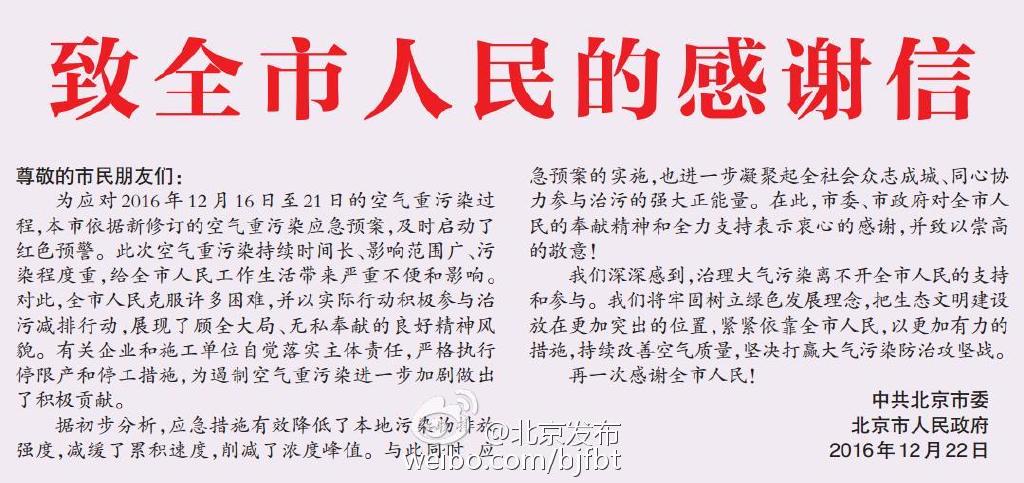 致全市人民的感谢信
尊敬的市民朋友们：
为应对2016年12月16日至21日的空气重污染过
程，本市依据新修订的空气重污染应急预案，及时启动了
红色预警。此次空气重污染持续时间长、影响范围广、污
染程度重，给全市人民工作生活带来严重不便和影响。
对此，全市人民克服许多困难，并以实际行动积极参与治
污减排行动，展现了顾全大局、无私奉献的良好精神风
貌。有关企业和施工单位自觉落实主体责任，严格执行
停限产和停工措施，为遏制空气重污染进一步加剧做出
了积极贡献。
据初步分析，应急措施有效降低了本地污染物排放
强度，减缓了累积速度，削减了浓度峰值。与此同时，应
急预案的实施，也进一步凝聚起全社会众志成城、同心协
力参与治污的强大正能量。在此，市委、市政府对全市人
民的奉献精神和全力支持表示衷心的感谢，并致以崇高
的敬意！
我们深深感到，治理大气污染离不开全市人民的支持
和参与。我们将牢固树立绿色发展理念，把生态文明建设
放在更加突出的位置，紧紧依靠全市人民，以更加有力的
措施，持续改善空气质量，坚决打赢大气污染防治攻坚战。
再一次感谢全市人民！
中共北京市委
北京市人民政府
2016年12月22日
@北京发布
weibo.com/bjfbt